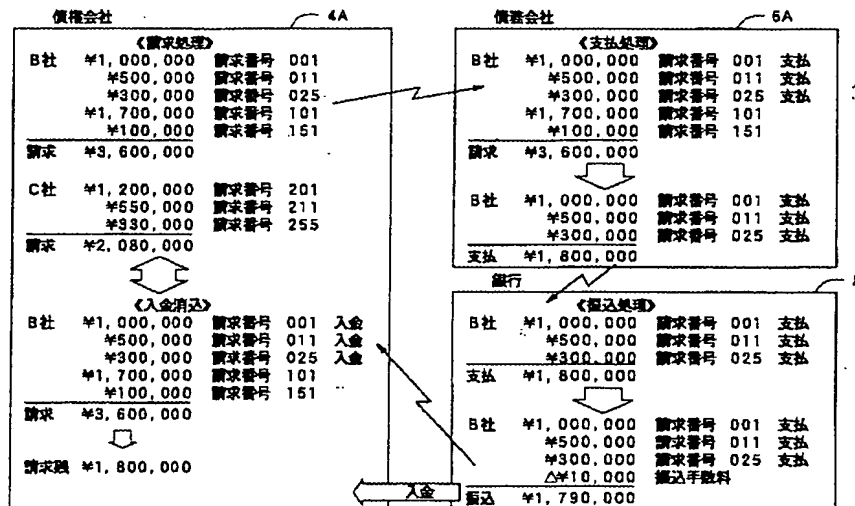 債権会社 4A
《請求処理》
B社 ¥1,000,000 請求番号 001
¥500,000 請求番号 011
¥300,000 請求番号 025
¥1,700,000 請求番号 101
¥100,000 請求番号 151
請求 ¥3,600,000
C社 ¥1,200,000 請求番号 201
¥550,000 請求番号 211
¥330,000 請求番号 255
請求 ¥2,080,000
《入金消込》
B社 ¥1,000,000 請求番号 001 入金
¥500,000 請求番号 011 入金
¥300,000 請求番号 025 入金
¥1,700,000 請求番号 101
¥100,000 請求番号 151
請求 ¥3,600,000
請求残 ¥1,800,000
債務会社 6A
《支払処理》
B社 ¥1,000,000 請求番号 001 支払
¥500,000 請求番号 011 支払
¥300,000 請求番号 025 支払
¥1,700,000 請求番号 101
¥100,000 請求番号 151
請求 ¥3,600,000
B社 ¥1,000,000 請求番号 001 支払
¥500,000 請求番号 011 支払
¥300,000 請求番号 025 支払
支払 ¥1,800,000
銀行
《振込処理》
B社 ¥1,000,000 請求番号 001 支払
¥500,000 請求番号 011 支払
¥300,000 請求番号 025 支払
支払 ¥1,800,000
B社 ¥1,000,000 請求番号 001 支払
¥500,000 請求番号 011 支払
¥300,000 請求番号 025 支払
△¥10,000 振込手数料
振込 ¥1,790,000
入金